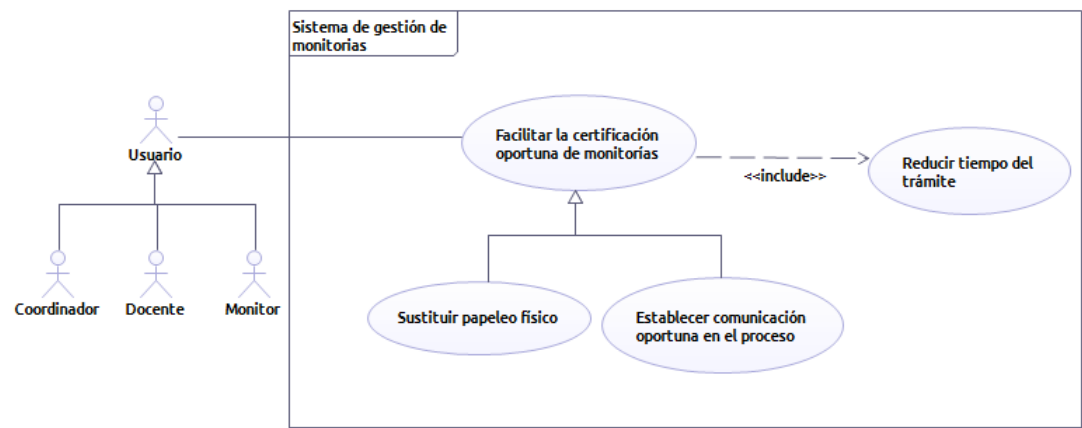 Sistema de gestión de
monitorias
Usuario
Coordinador
Docente
Monitor
Facilitar la certificación
oportuna de monitorías
<<include>>
Reducir tiempo del
trámite
Sustituir papeleo físico
Establecer comunicación
oportuna en el proceso